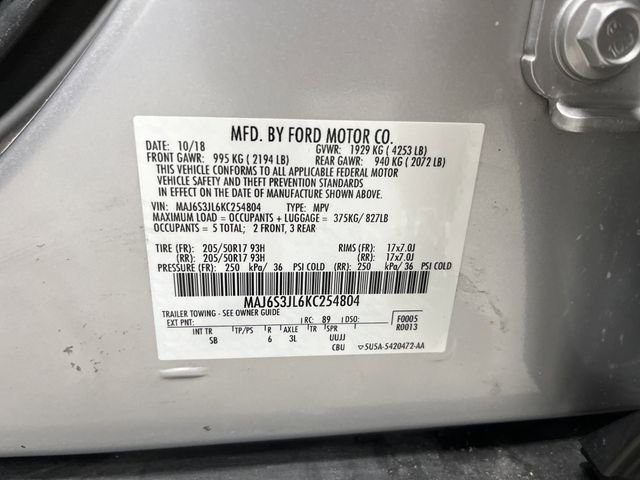 MFD. BY FORD MOTOR CO.
DATE: 10/18 GVWR: 1929 KG ( 4253 LB)
FRONT GAWR: 995 KG ( 2194 LB) REAR GAWR: 940 KG ( 2072 LB)
THIS VEHICLE CONFORMS TO ALL APPLICABLE FEDERAL MOTOR
VEHICLE SAFETY AND THEFT PREVENTION STANDARDS
IN EFFECT ON THE DATE OF MANUFACTURE SHOWN ABOVE.
VIN: MAJ6S3JL6KC254804 TYPE: MPV
MAXIMUM LOAD = OCCUPANTS + LUGGAGE = 375KG/ 827LB
OCCUPANTS = 5 TOTAL; 2 FRONT, 3 REAR
TIRE (FR): 205/50R17 93H RIMS (FR): 17x7.0J
(RR): 205/50R17 93H (RR): 17x7.0J
PRESSURE (FR): 250 kPa/ 36 PSI COLD (RR): 250 kPa/ 36 PSI COLD
MAJ6S3JL6KC254804
TRAILER TOWING - SEE OWNER GUIDE
EXT PNT: RC: 89 DSO: F0005
R0013
INT TR TP/PS R AXLE TR SPR
SB 6 3L UUJJ
CBU 5U5A-5420472-AA